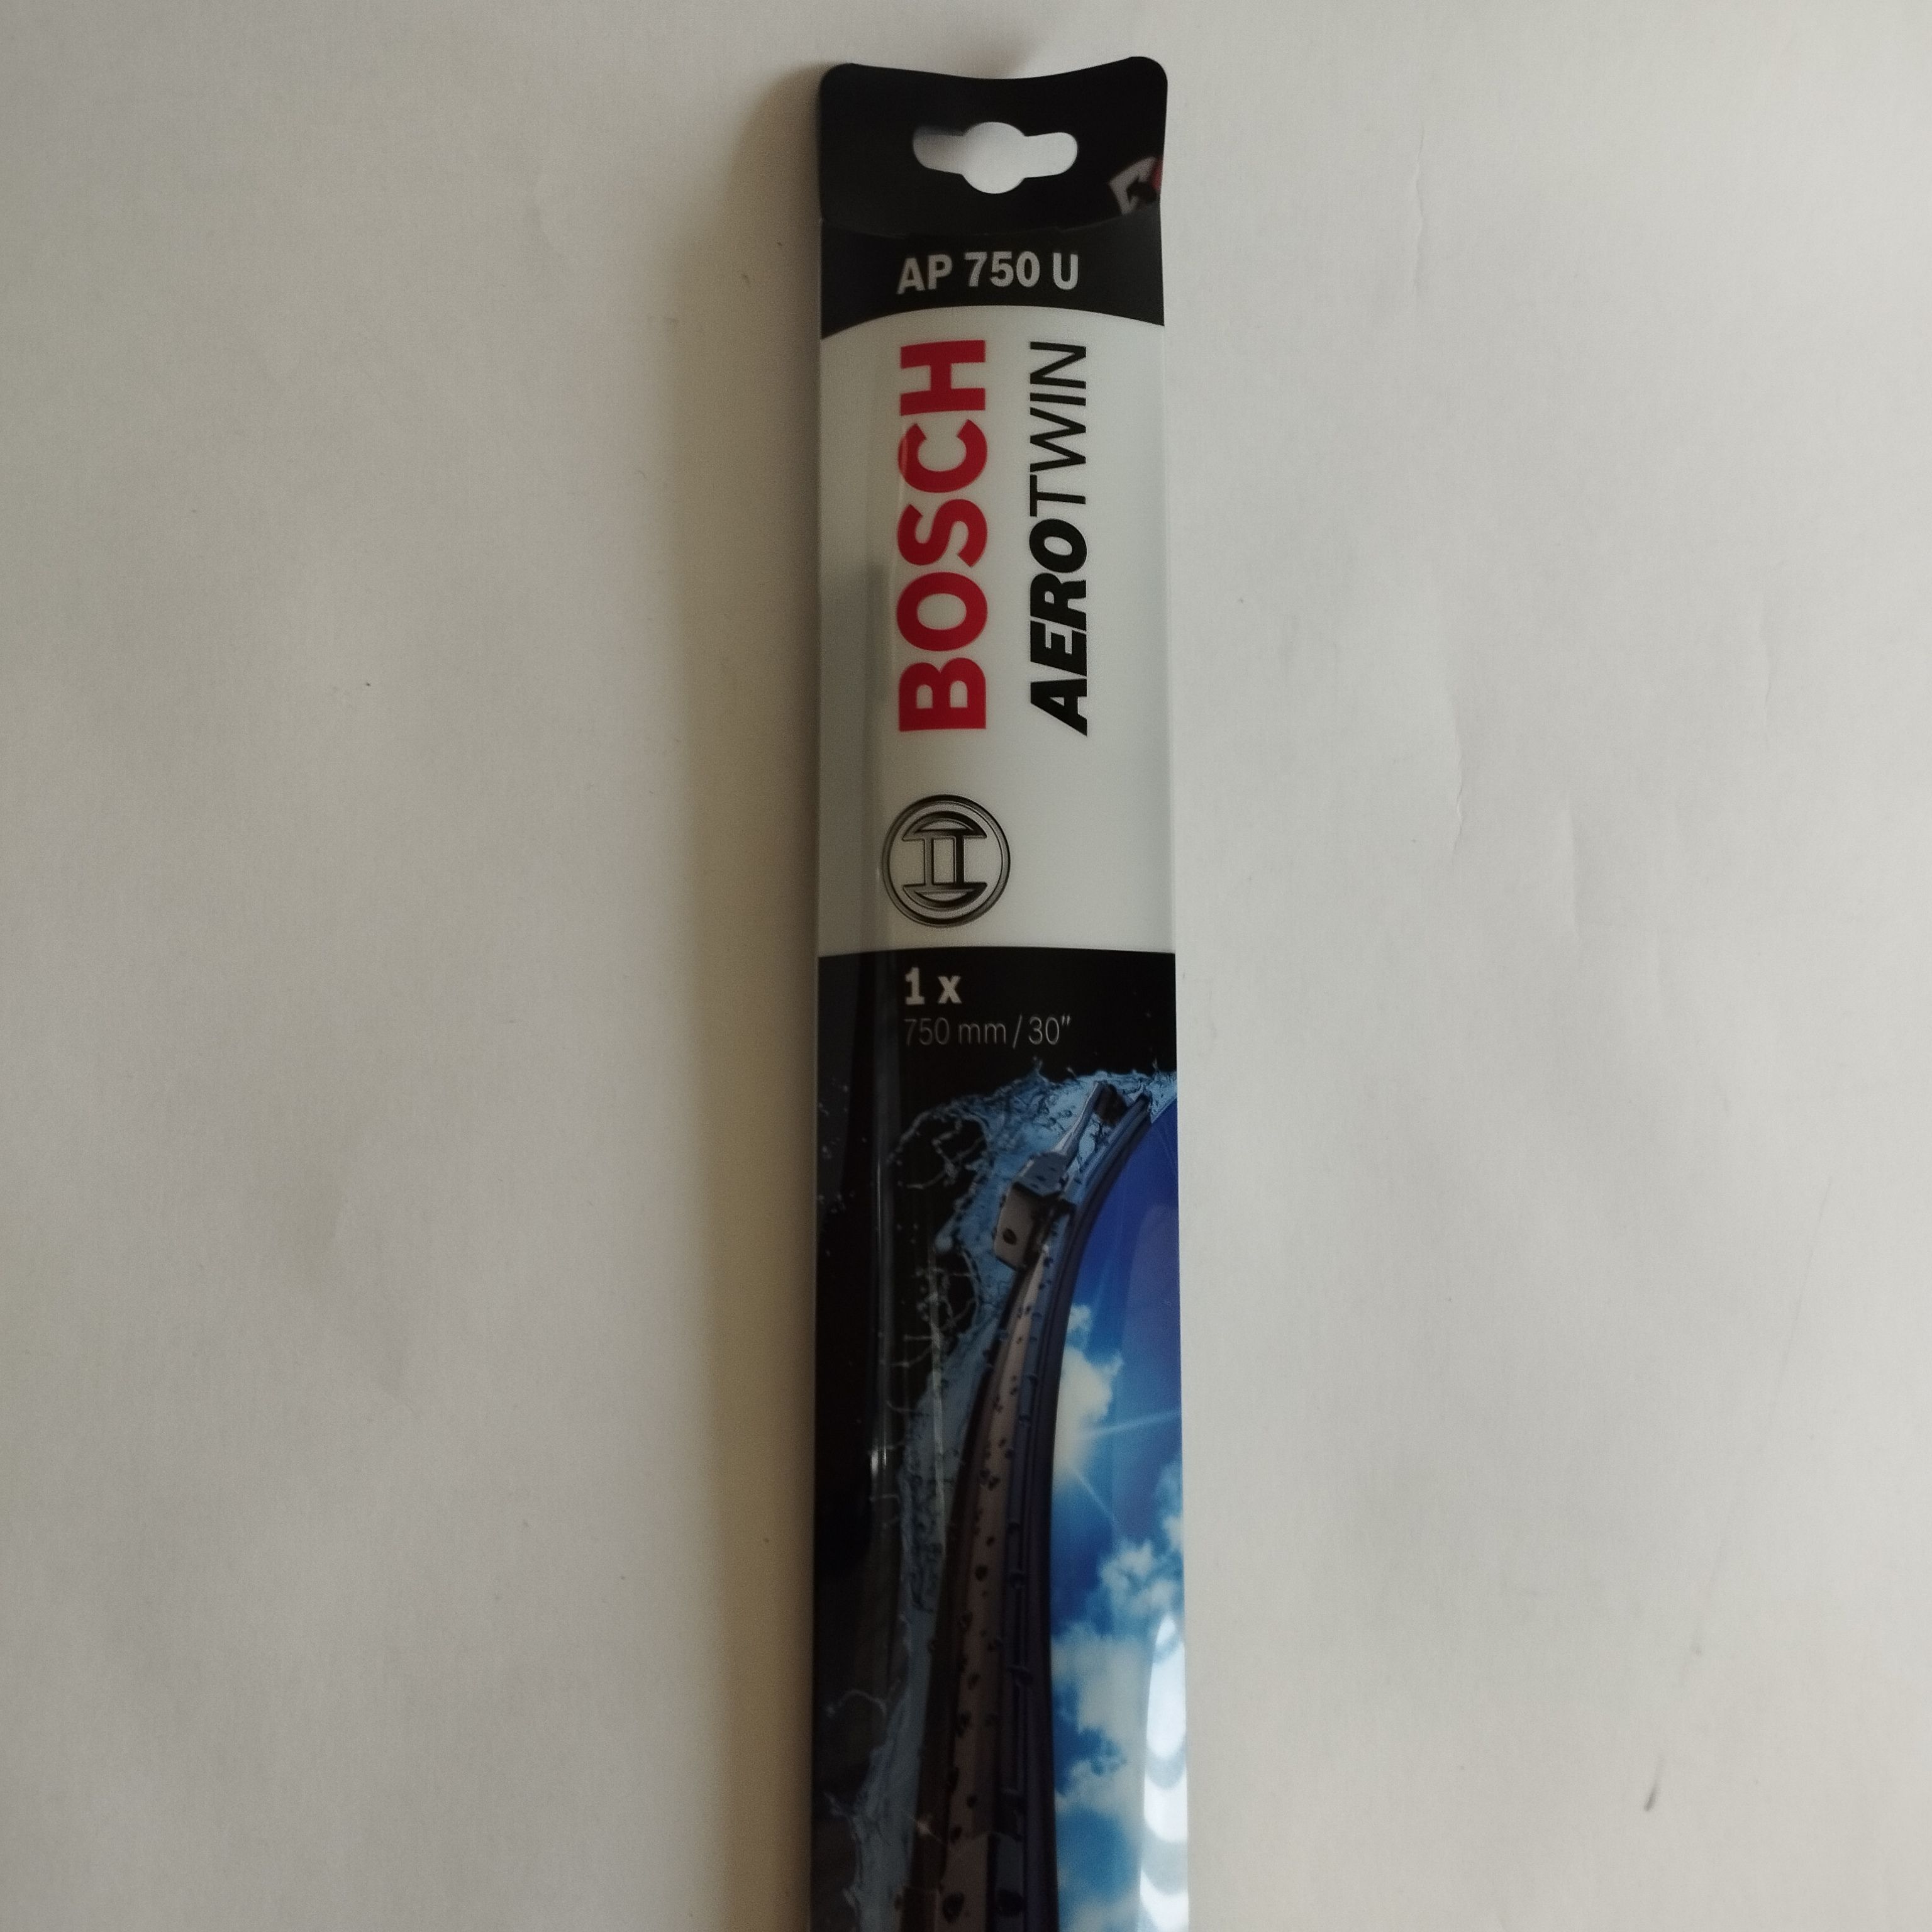 AP 750 U
BOSCH
AEROTWIN
1 x
750 mm / 30"